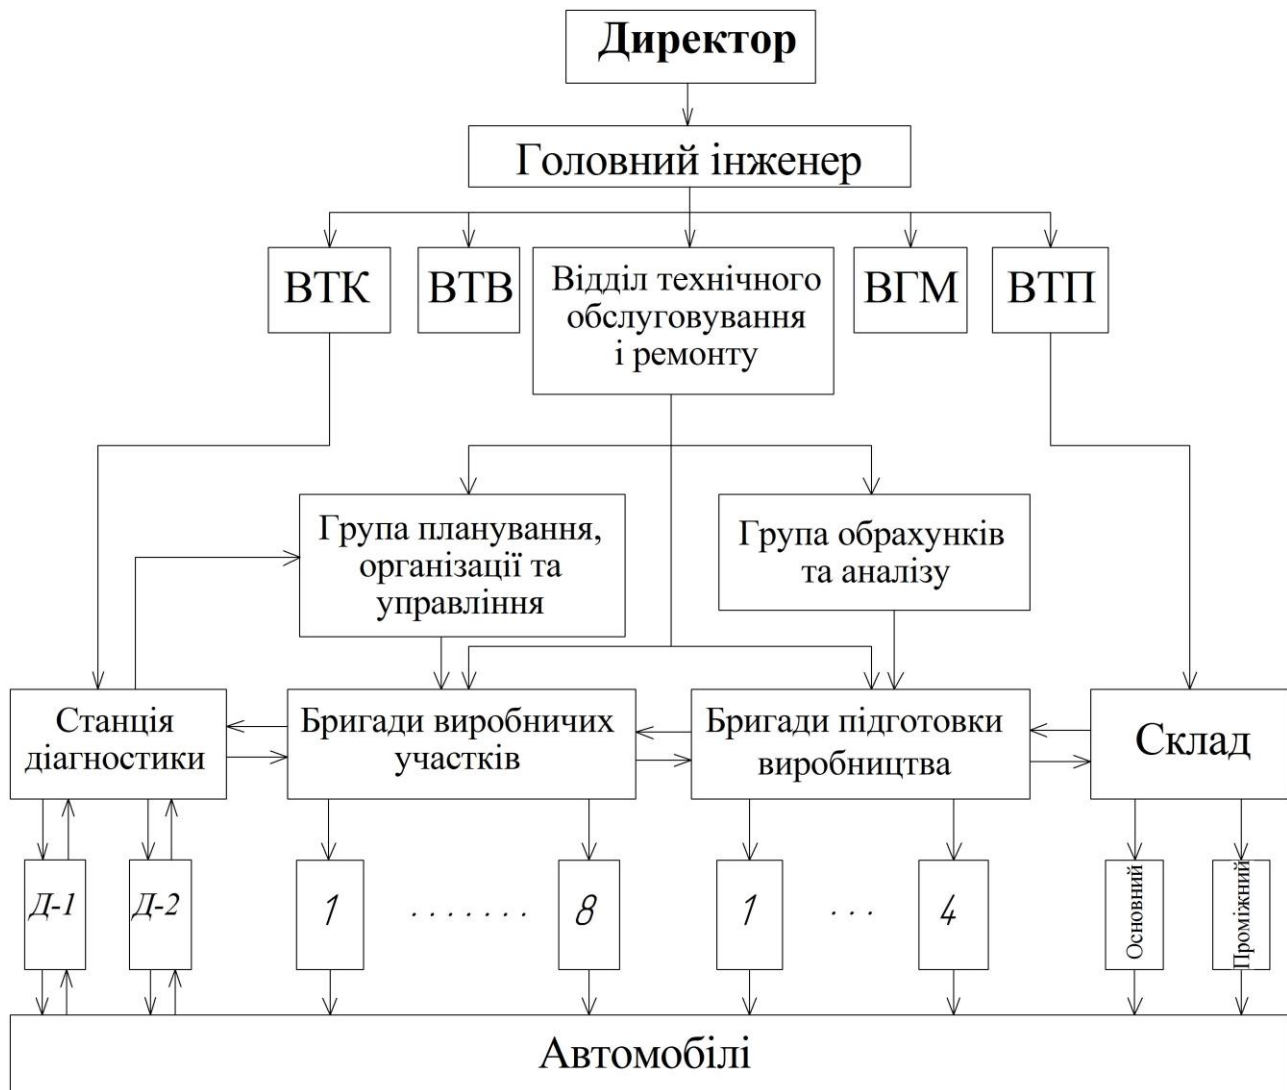 Директор
Головний інженер
ВТК
ВТВ
Відділ технічного
обслуговування
і ремонту
ВГМ
ВТП
Група планування,
організації та
управління
Група обрахунків
та аналізу
Станція
діагностики
Бригади виробничих
участків
Бригади підготовки
виробництва
Склад
Д-1
Д-2
1
.......
8
1
...
4
Основний
Проміжний
Автомобілі